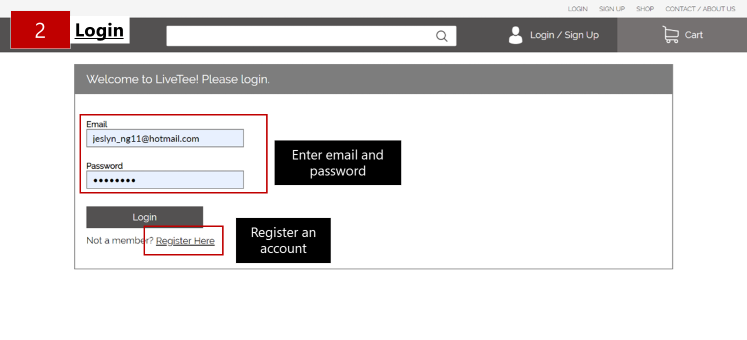 LOGIN SIGN UP SHOP CONTACT / ABOUT US
2 Login
Login / Sign Up
Cart
Welcome to LiveTee! Please login.
Email
jeslyn_ng11@hotmail.com
Enter email and
password
Password
••••••••
Login
Register an
account
Not a member? Register Here